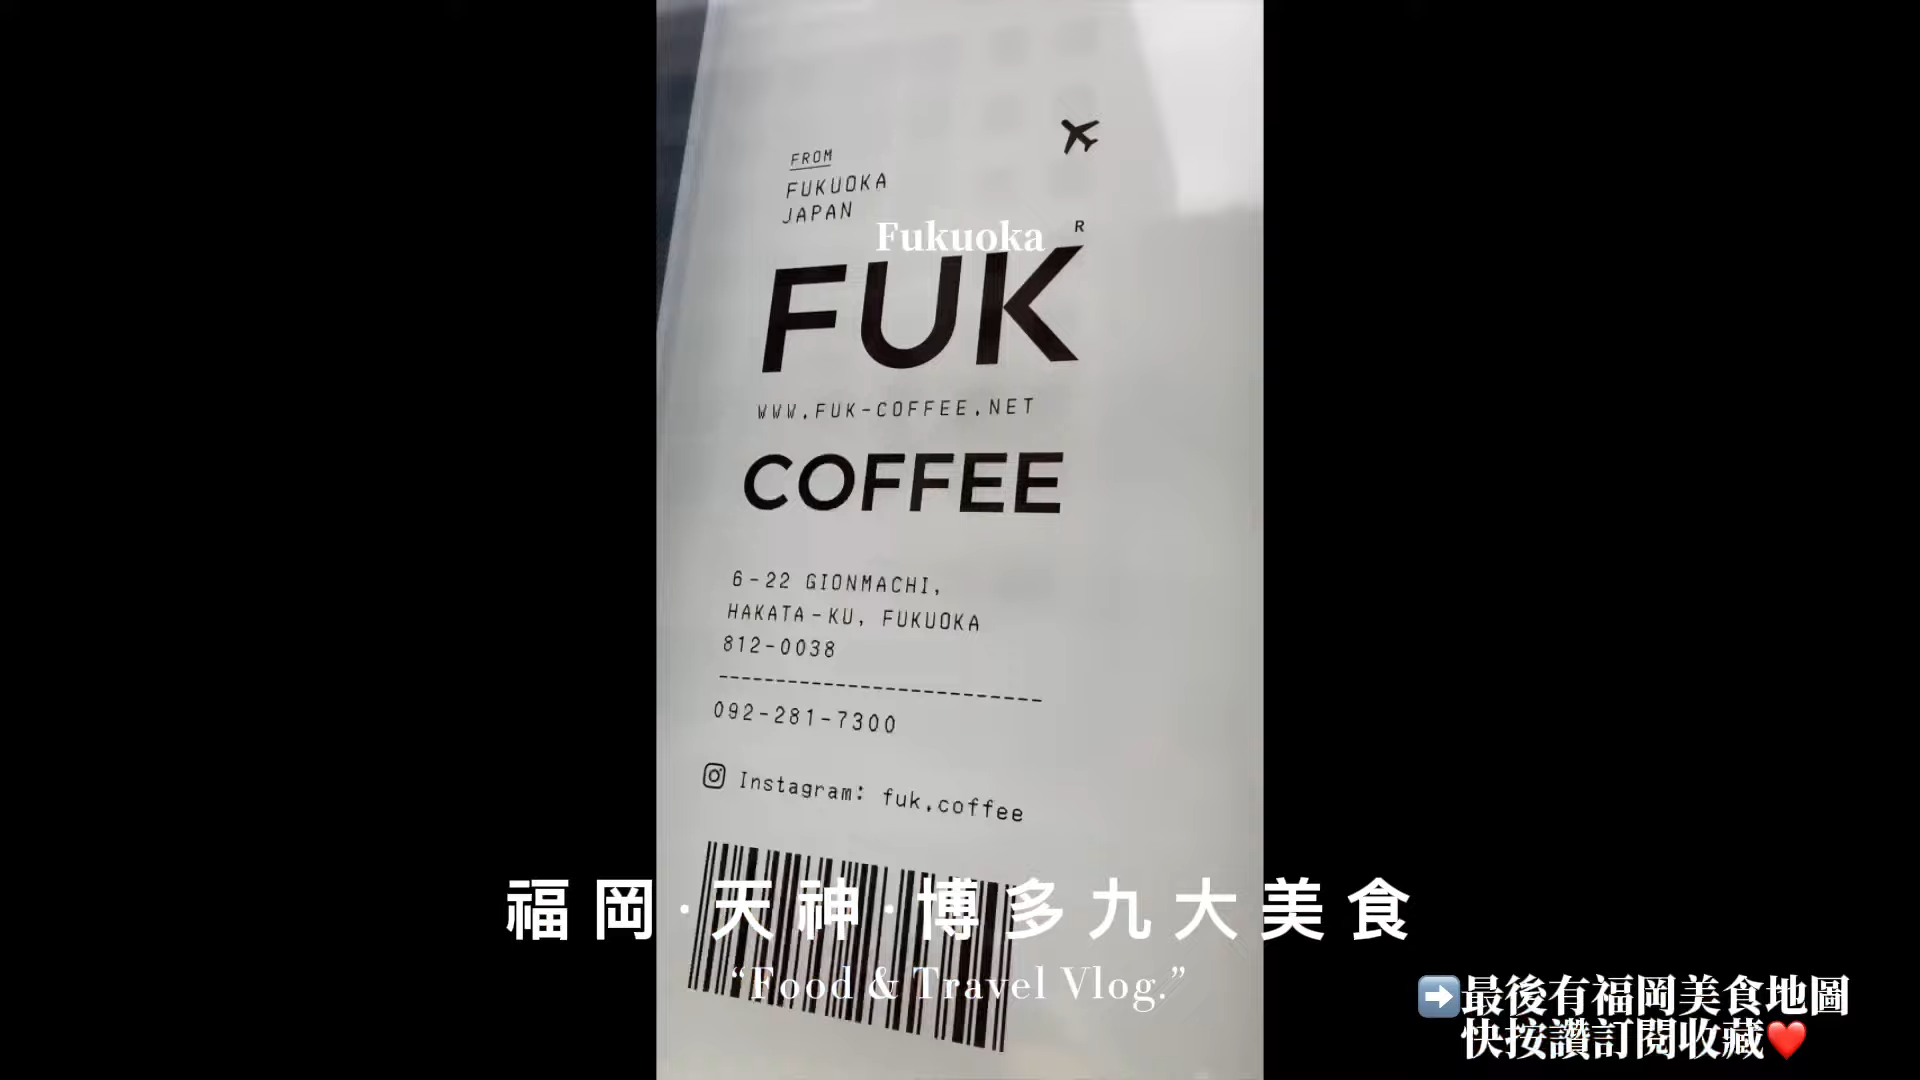 FROM
FUKUOKA
JAPAN
Fukuoka
R
FUK
WWW.FUK-COFFEE.NET
COFFEE
6-22 GIONMACHI,
HAKATA-KU, FUKUOKA
812-0038
092-281-7300
Instagram: fuk.coffee
福岡·天神·博多九大美食
“Food & Travel Vlog.”
➡️最後有福岡美食地圖
快按讚訂閱收藏❤️